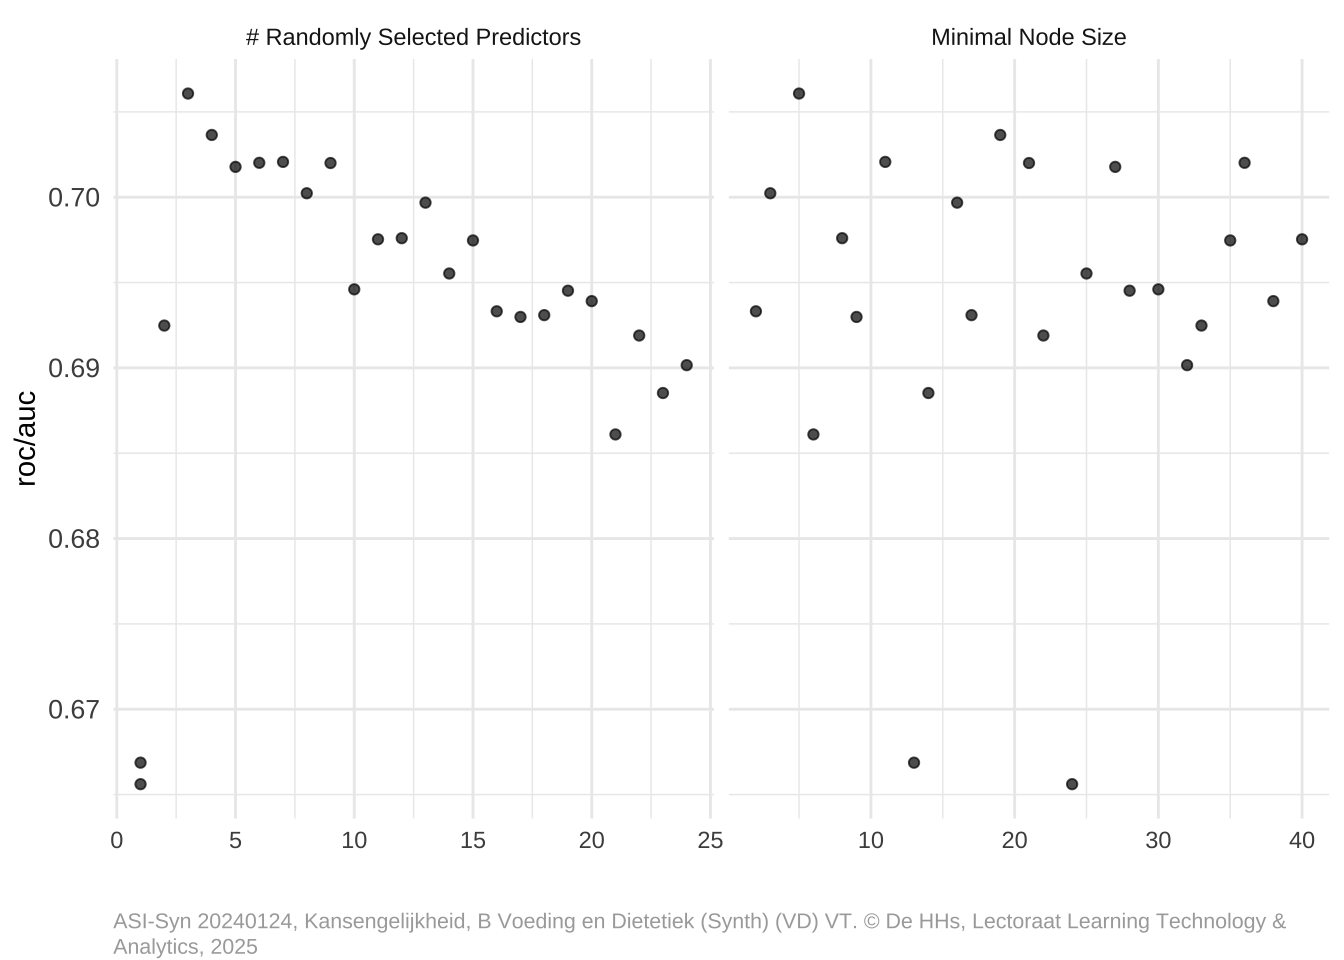 # Randomly Selected Predictors
Minimal Node Size
roc/auc
0.70
0.69
0.68
0.67
0 5 10 15 20 25
10 20 30 40
ASI-Syn 20240124, Kansengelijkheid, B Voeding en Dietetiek (Synth) (VD) VT. © De HHs, Lectoraat Learning Technology &
Analytics, 2025